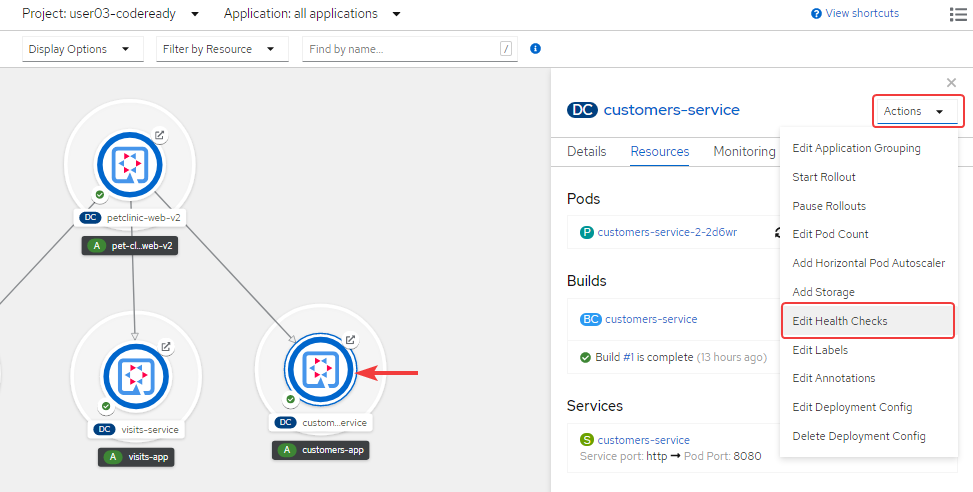 Project: user03-codeready Application: all applications View shortcuts
Display Options Filter by Resource Find by name... /
DC customers-service Actions
Details Resources Monitoring
Edit Application Grouping
Start Rollout
Pause Rollouts
Edit Pod Count
Add Horizontal Pod Autoscaler
Add Storage
Edit Health Checks
Edit Labels
Edit Annotations
Edit Deployment Config
Delete Deployment Config
Pods
P customers-service-2-2d6wr
Builds
BC customers-service
Build #1 is complete (13 hours ago)
Services
S customers-service
Service port: http ➞ Pod Port: 8080
DC petclinic-web-v2
A pet-cl...web-v2
DC visits-service
A visits-app
DC custom...ervice
A customers-app